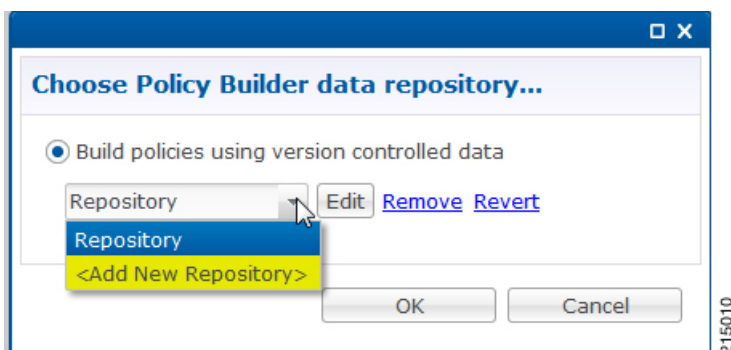 Choose Policy Builder data repository...
Build policies using version controlled data
Repository Edit Remove Revert
Repository
<Add New Repository>
OK Cancel
215010